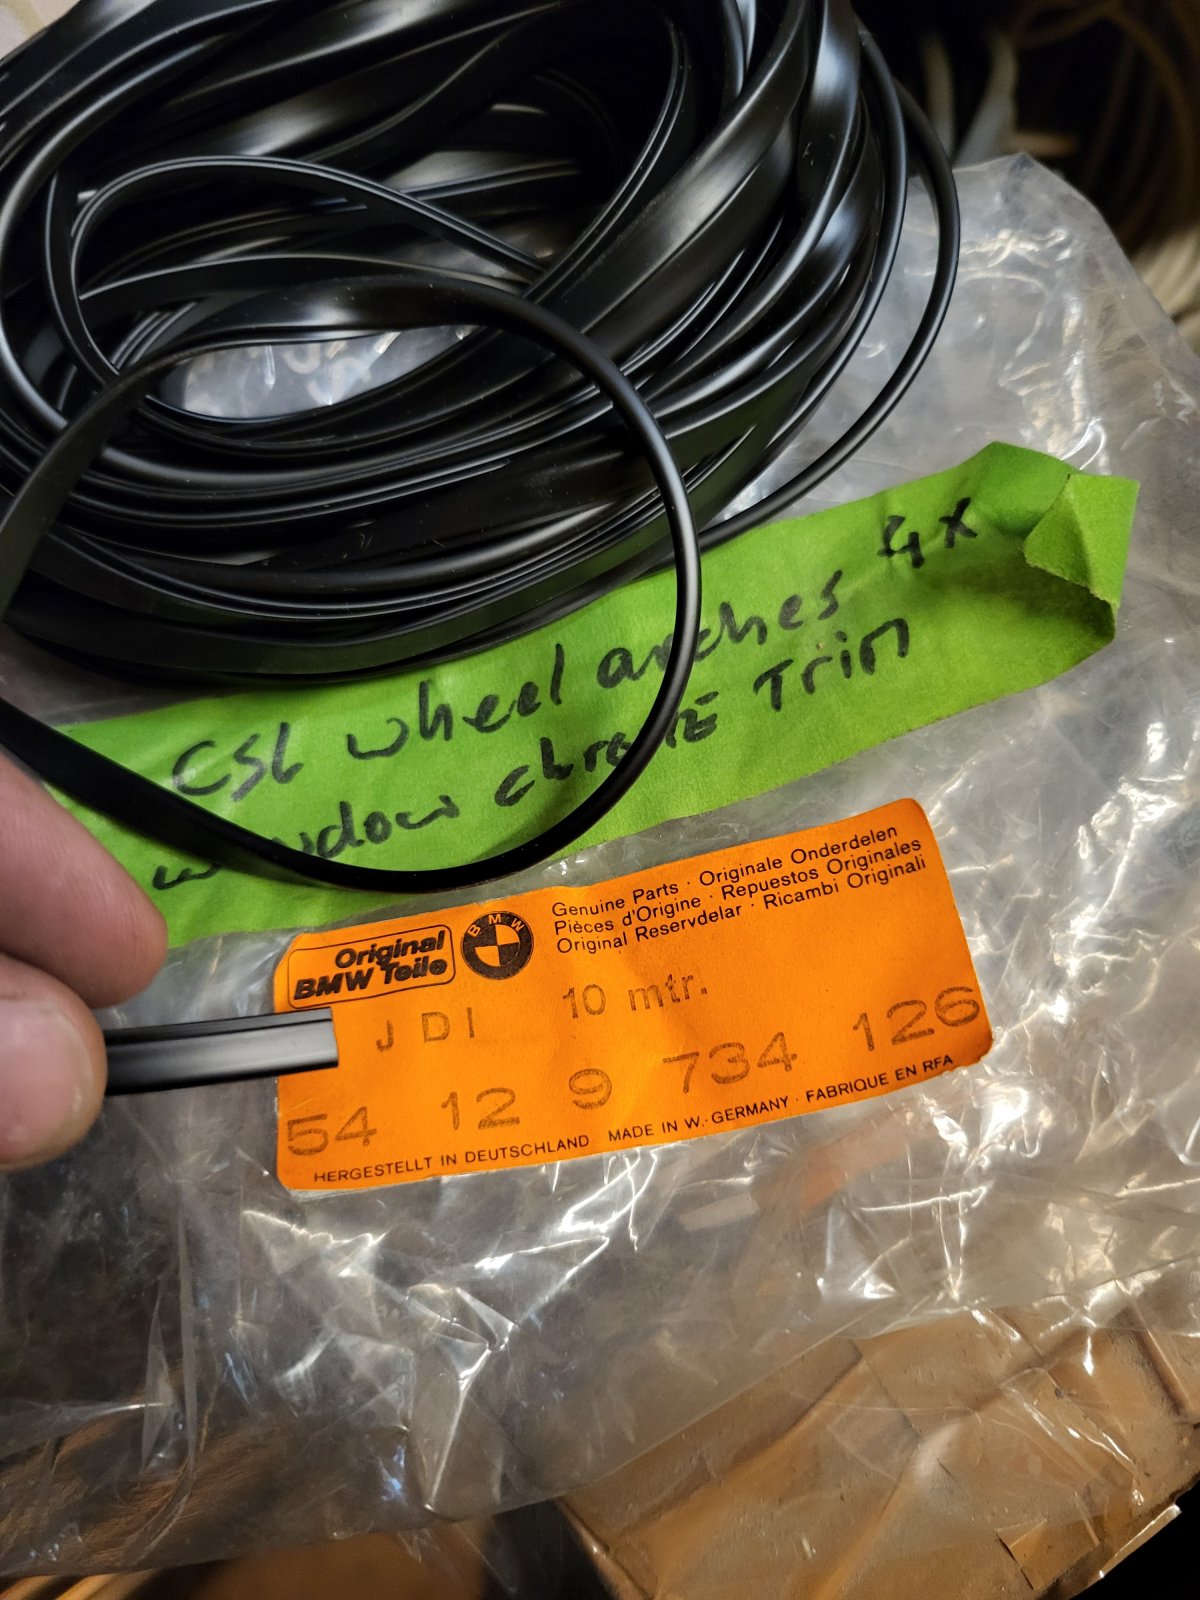 CSL wheel arches 4x
window chrome Trim
Original
BMW Teile
BMW
Genuine Parts · Originale Onderdelen
Pièces d'Origine · Repuestos Originales
Original Reservdelar · Ricambi Originali
JDI 10 mtr.
54 12 9 734 126
HERGESTELLT IN DEUTSCHLAND MADE IN W.-GERMANY · FABRIQUE EN RFA